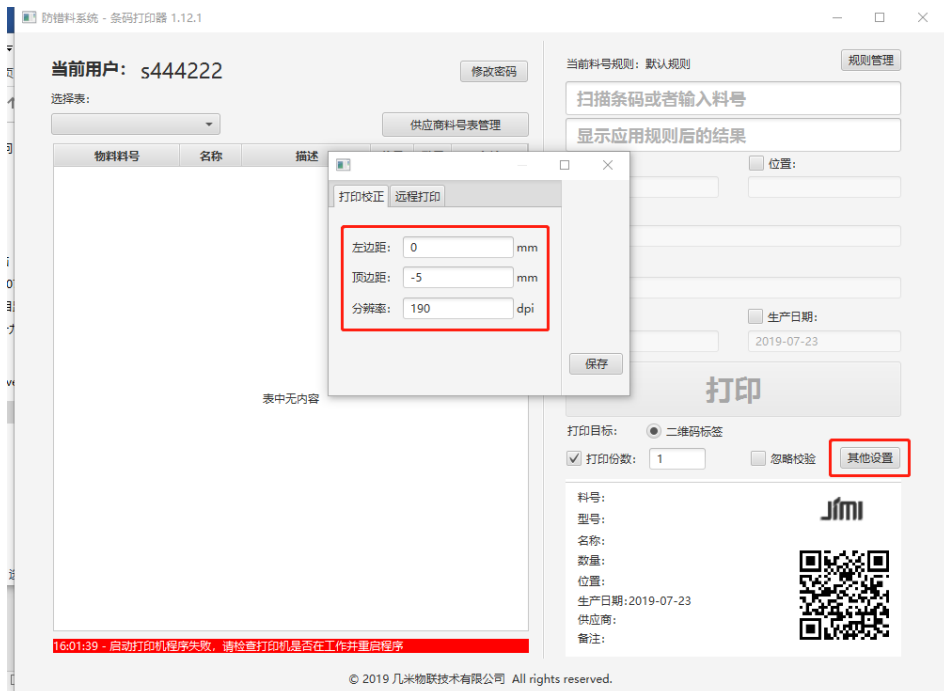 防错料系统 - 条码打印器 1.12.1
当前用户： s444222
修改密码
选择表:
供应商料号表管理
物料料号 名称 描述
表中无内容
16:01:39 - 启动打印机程序失败，请检查打印机是否在工作并重启程序
打印校正 远程打印
左边距: 0 mm
顶边距: -5 mm
分辨率: 190 dpi
保存
当前料号规则: 默认规则
规则管理
扫描条码或者输入料号
显示应用规则后的结果
位置:
生产日期:
2019-07-23
打印
打印目标: 二维码标签
打印份数: 1 忽略校验 其他设置
料号:
JIMI
型号:
名称:
数量:
位置:
生产日期:2019-07-23
供应商:
备注:
© 2019 几米物联技术有限公司 All rights reserved.